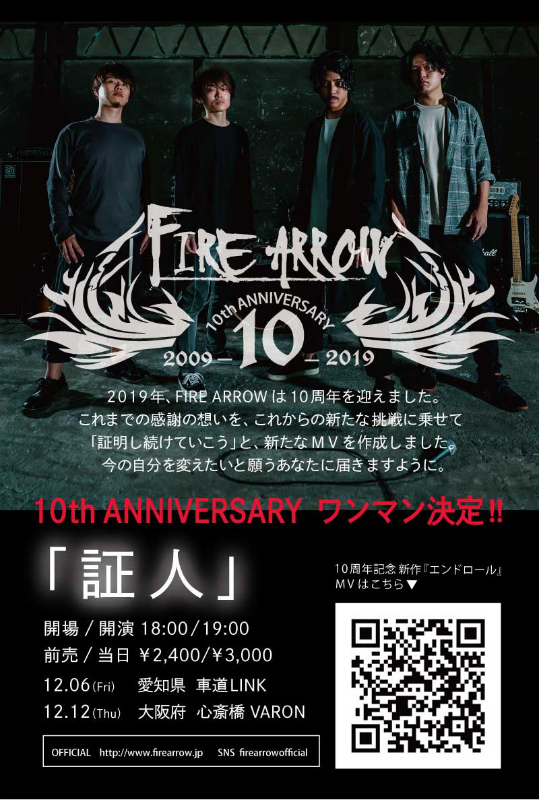 FIRE ARROW
10th ANNIVERSARY
2009 – 10 – 2019
2019年、FIRE ARROW は 10周年を迎えました。
これまでの感謝の想いを、これからの新たな挑戦に乗せて
「証明し続けていこう」と、新たなMVを作成しました。
今の自分を変えたいと願うあなたに届きますように。
10th ANNIVERSARY ワンマン決定!!
「証人」
10周年記念 新作『エンドロール』
MVはこちら▼
開場 / 開演 18:00/19:00
前売 / 当日 ¥2,400/¥3,000
12.06(Fri) 愛知県 車道LINK
12.12(Thu) 大阪府 心斎橋 VARON
OFFICIAL http://www.firearrow.jp SNS firearrowofficial